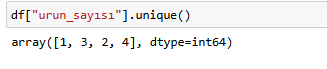 df["urun_sayısı"].unique()
array([1, 3, 2, 4], dtype=int64)